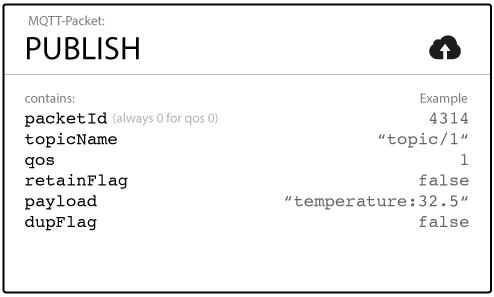 MQTT-Packet:
PUBLISH
contains: Example
packetId (always 0 for qos 0) 4314
topicName “topic/1“
qos 1
retainFlag false
payload “temperature:32.5“
dupFlag false